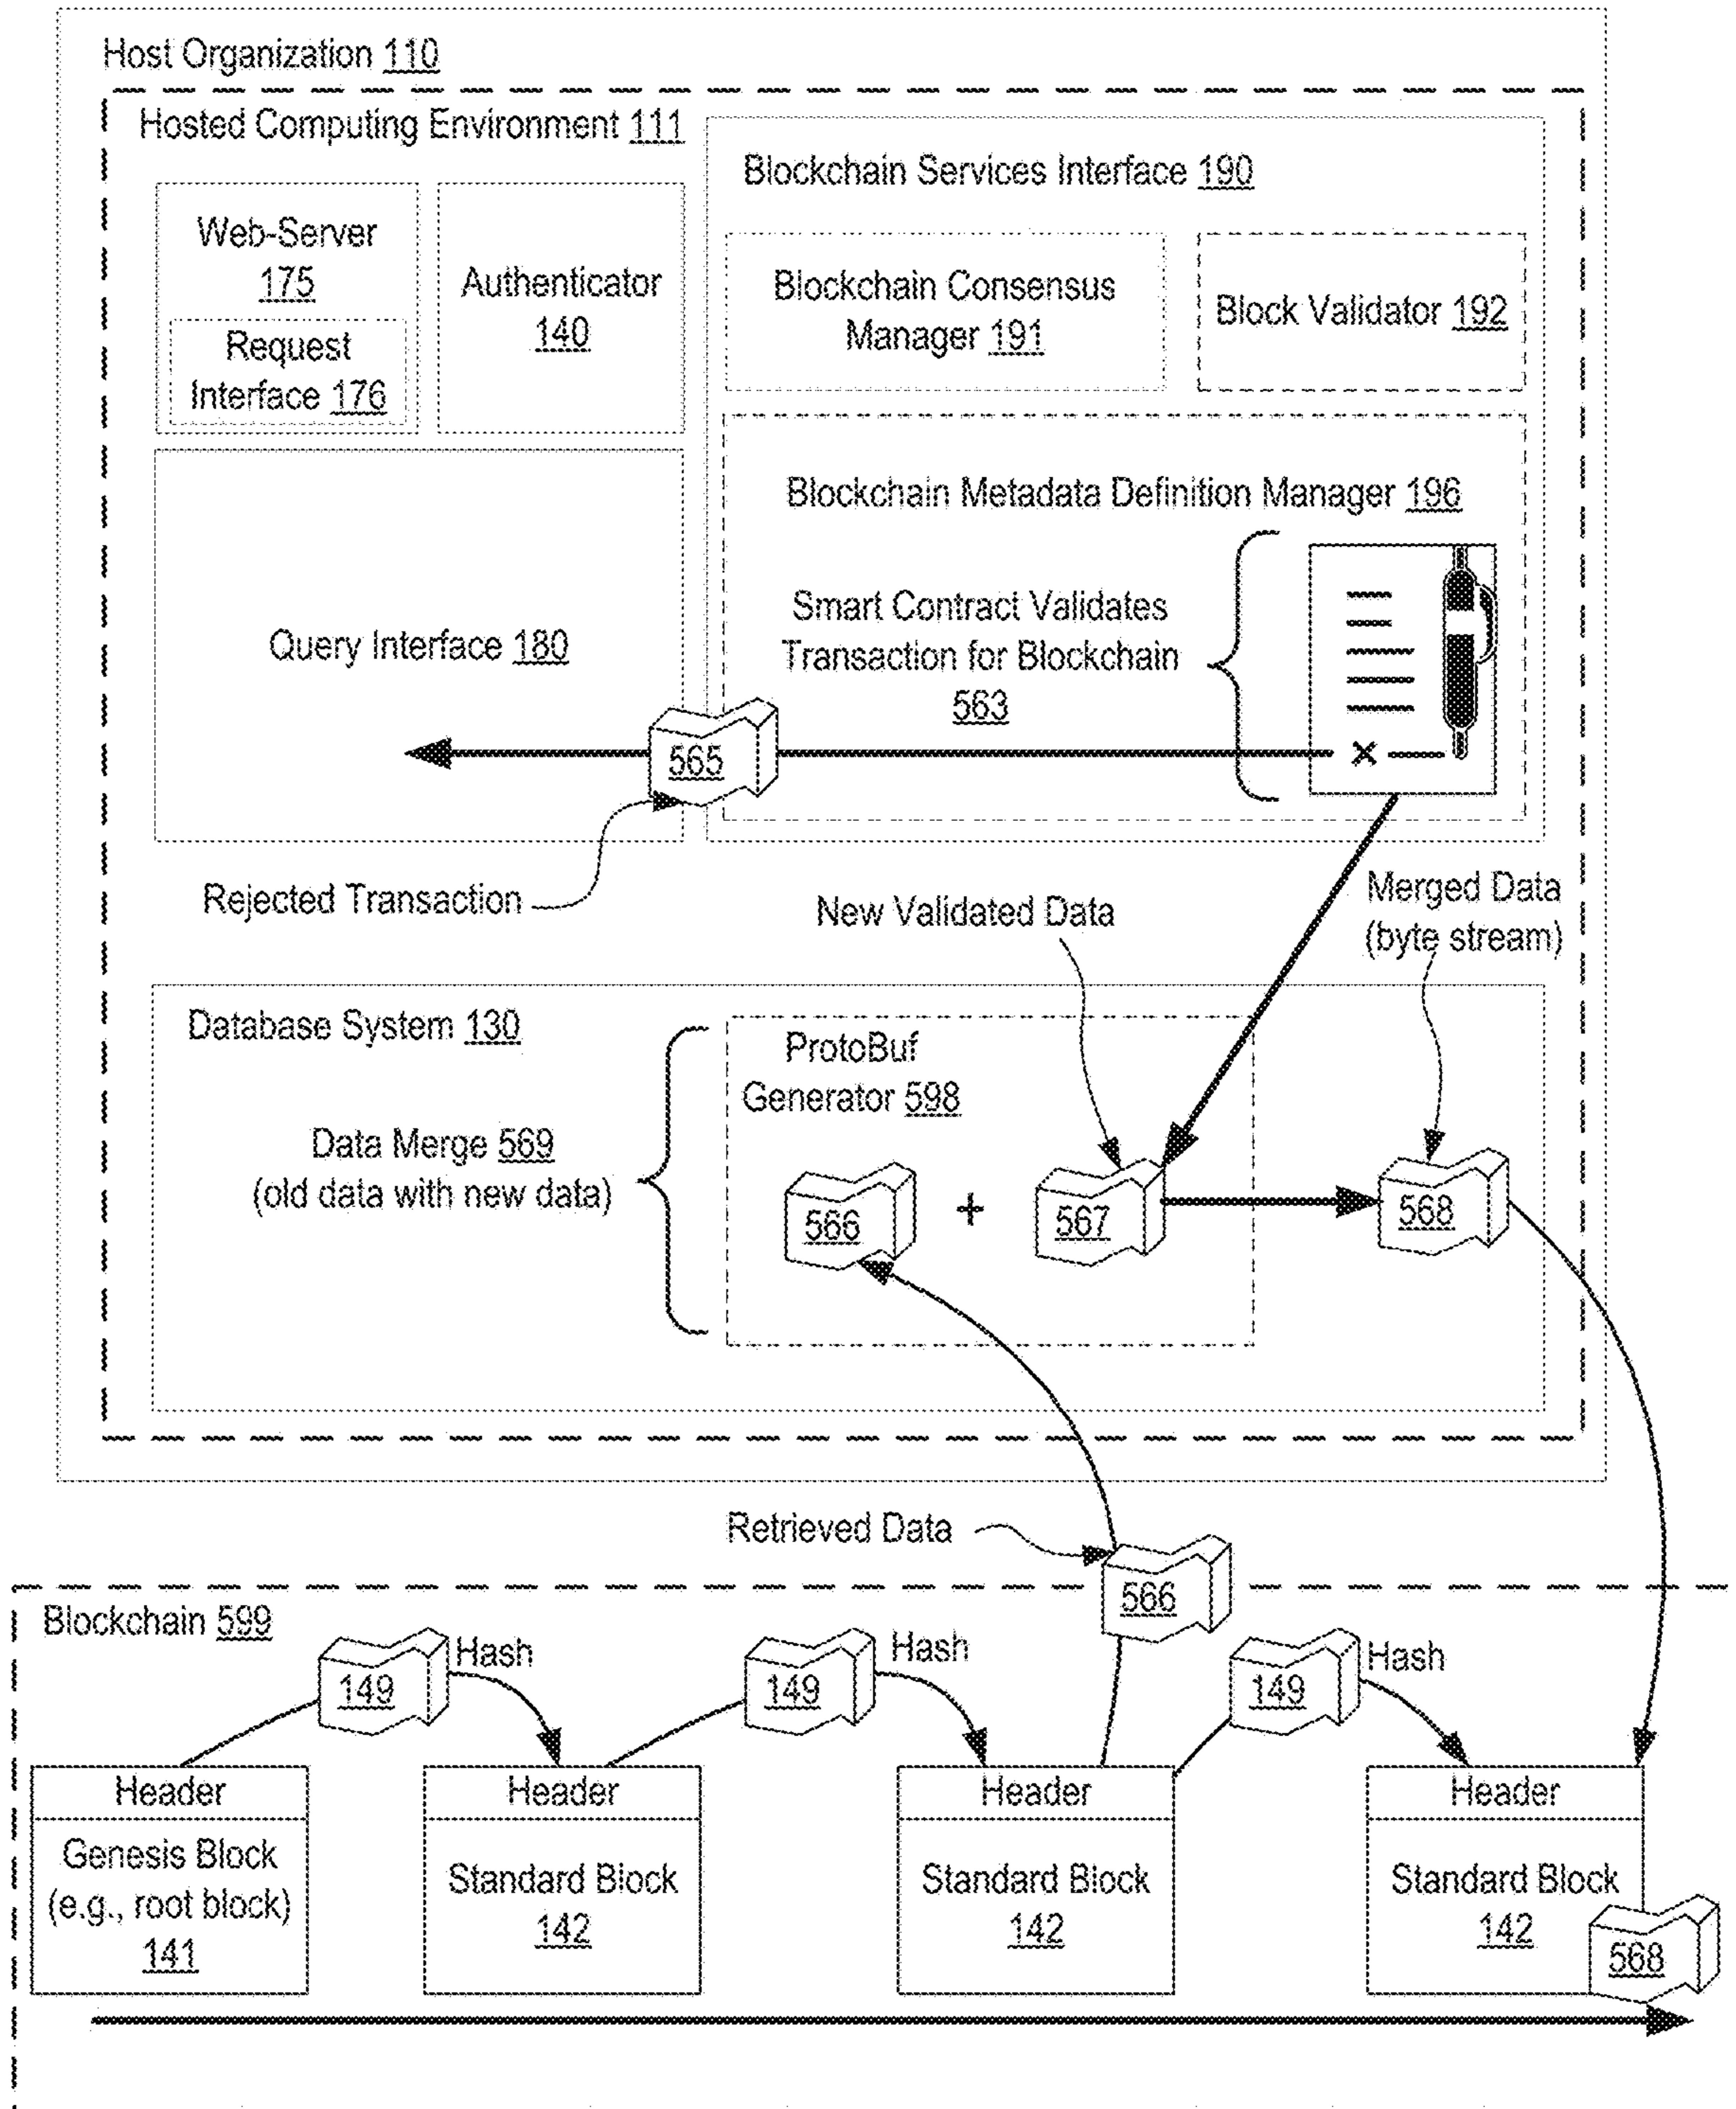 Host Organization 110
Hosted Computing Environment 111
Web-Server
175
Request
Interface 176
Authenticator
140
Blockchain Services Interface 190
Blockchain Consensus
Manager 191
Block Validator 192
Query Interface 180
Blockchain Metadata Definition Manager 196
Smart Contract Validates
Transaction for Blockchain
563
565
Rejected Transaction
New Validated Data
Merged Data
(byte stream)
Database System 130
ProtoBuf
Generator 598
Data Merge 569
(old data with new data)
566
+
567
568
Retrieved Data
566
Blockchain 599
149
Hash
149
Hash
149
Hash
Header
Genesis Block
(e.g., root block)
141
Header
Standard Block
142
Header
Standard Block
142
Header
Standard Block
142
568